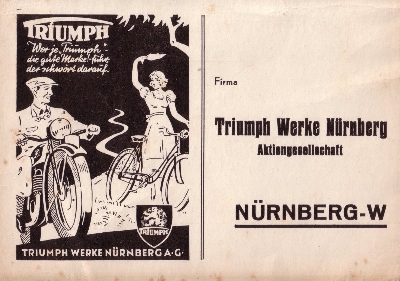 TRIUMPH
"Wer je „Triumph"-
die gute Marke! - fährt,
der schwört darauf.
TRIUMPH
TRIUMPH WERKE NÜRNBERG A·G·
Firma
Triumph Werke Nürnberg
Aktiengesellschaft
NÜRNBERG-W